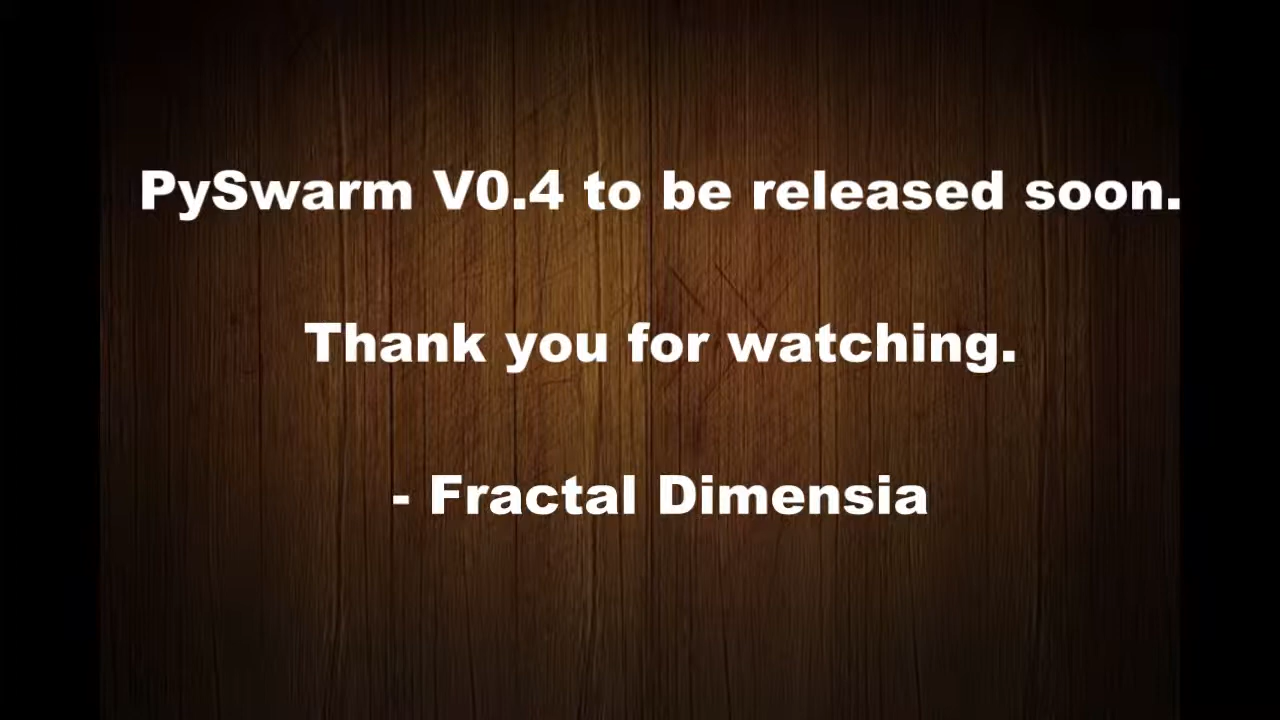 PySwarm V0.4 to be released soon.
Thank you for watching.
- Fractal Dimensia